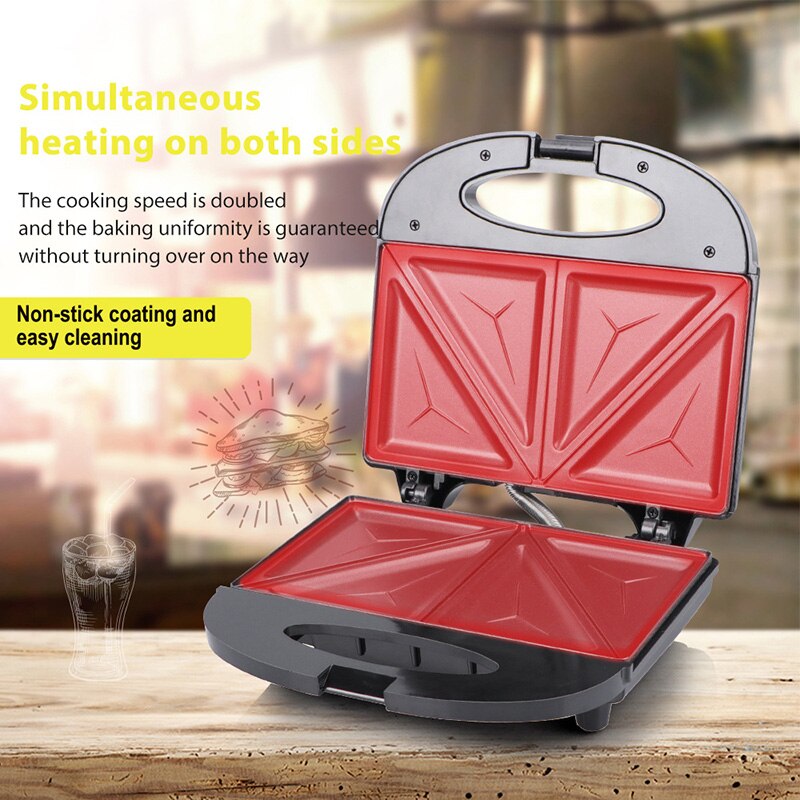 Simultaneous
heating on both sides
The cooking speed is doubled
and the baking uniformity is guaranteed,
without turning over on the way
Non-stick coating and
easy cleaning